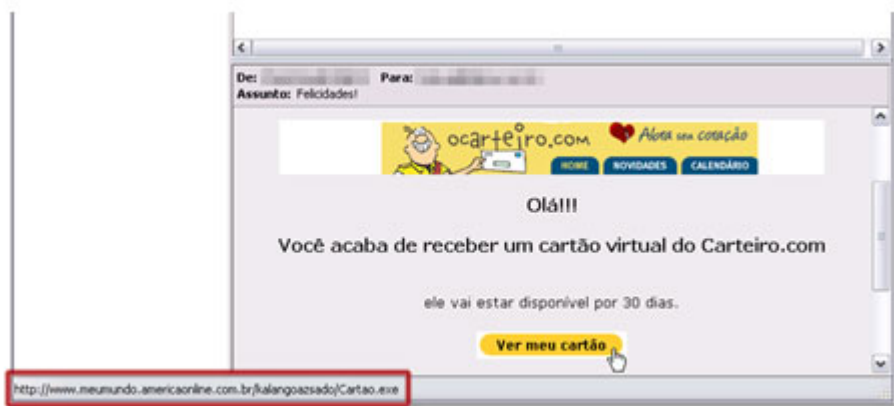 De: Para:
Assunto: Felicidades!
ocarteiro.com Abra seu coração
HOME NOVIDADES CALENDÁRIO
Olá!!!
Você acaba de receber um cartão virtual do Carteiro.com
ele vai estar disponível por 30 dias.
Ver meu cartão
http://www.meumundo.americaonline.com.br/kalangoazsado/Cartao.exe